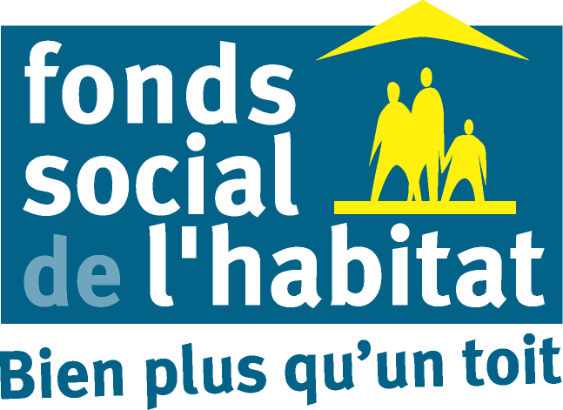 fonds
social
de l'habitat
Bien plus qu'un toit